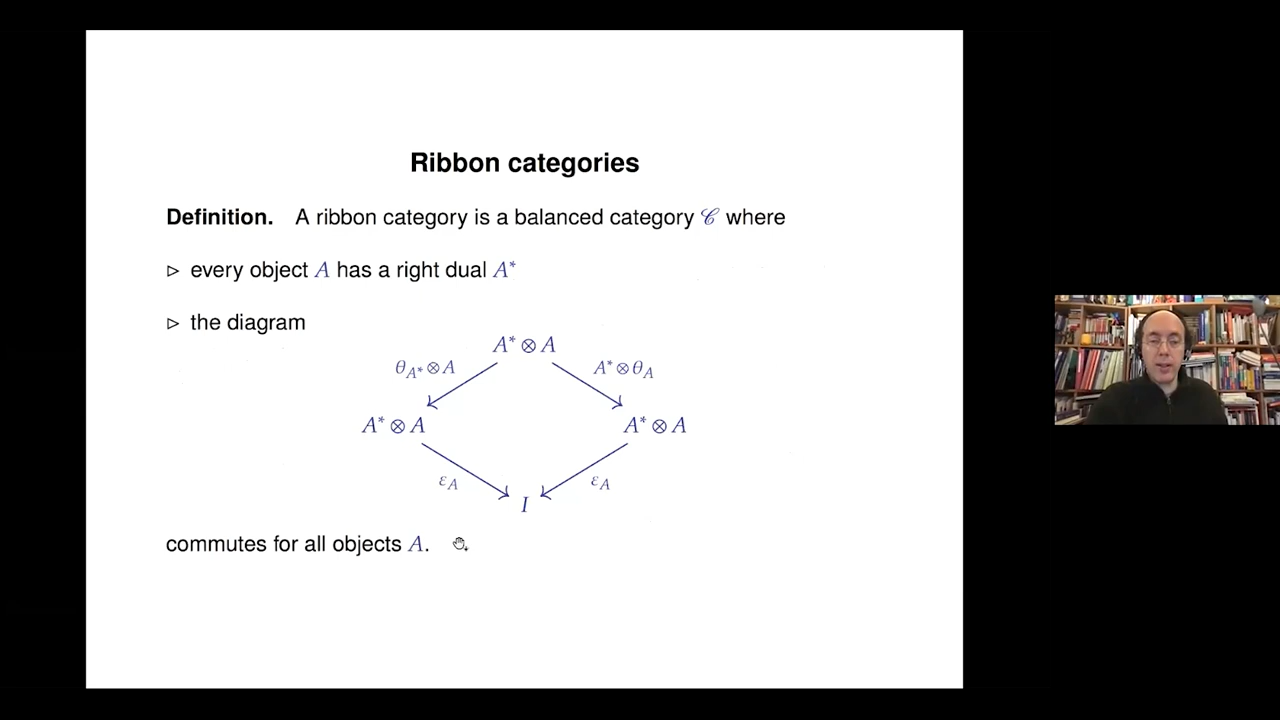 Ribbon categories
Definition. A ribbon category is a balanced category 𝒞 where
▷ every object A has a right dual A*
▷ the diagram
A* ⊗ A
θ_{A*} ⊗ A A* ⊗ θ_A
A* ⊗ A A* ⊗ A
ε_A ε_A
I
commutes for all objects A.